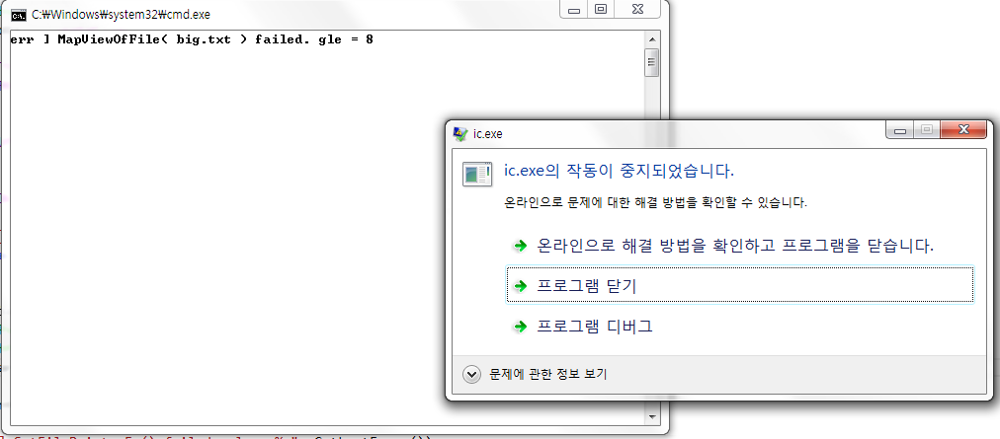 C:₩Windows₩system32₩cmd.exe
err ] MapViewOfFile( big.txt ) failed. gle = 8
ic.exe
ic.exe의 작동이 중지되었습니다.
온라인으로 문제에 대한 해결 방법을 확인할 수 있습니다.
온라인으로 해결 방법을 확인하고 프로그램을 닫습니다.
프로그램 닫기
프로그램 디버그
문제에 관한 정보 보기